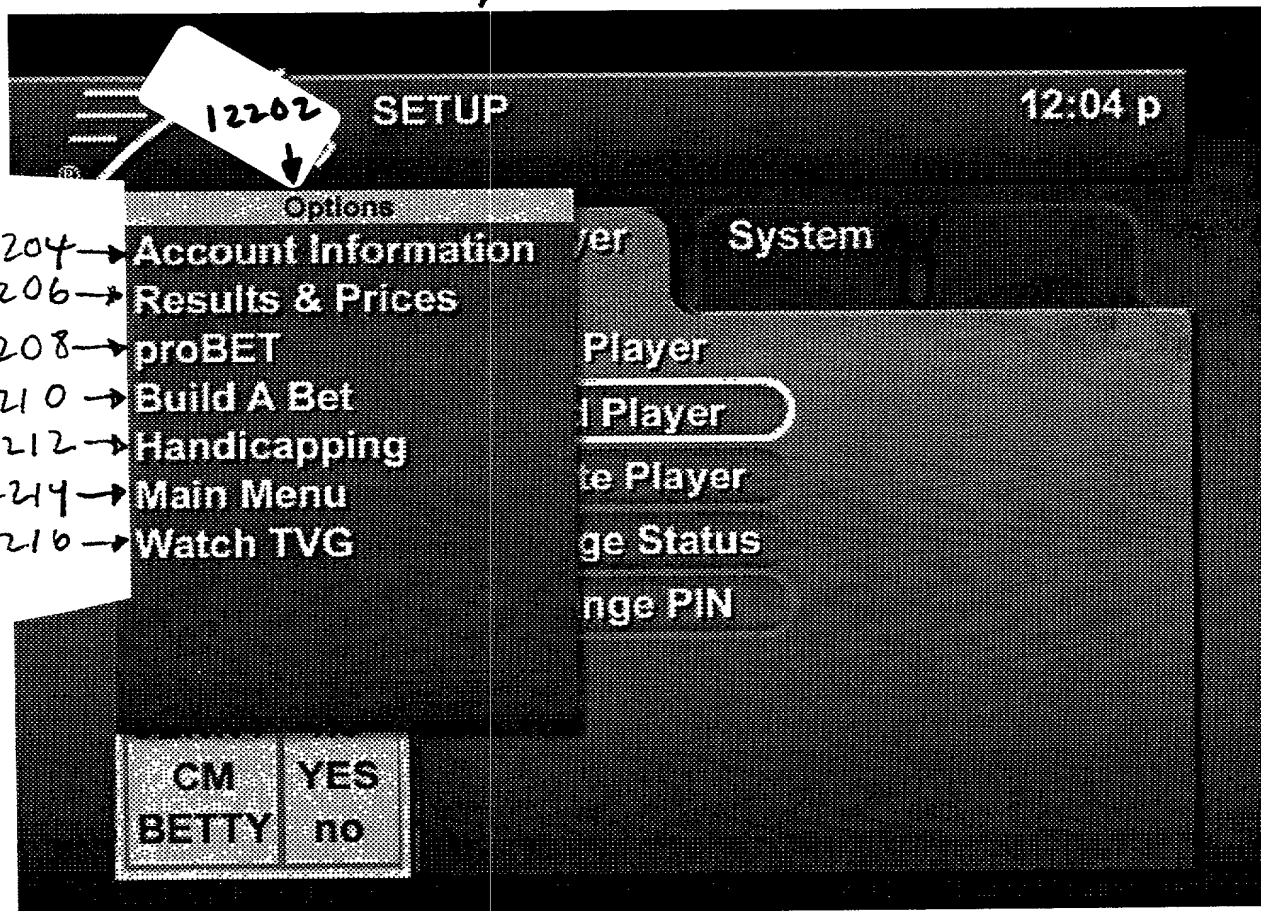 12202 SETUP 12:04 p
Options
204 Account Information yer System
206 Results & Prices
208 proBET Player
210 Build A Bet l Player
212 Handicapping te Player
214 Main Menu
216 Watch TVG ge Status
nge PIN
CM YES
BETTY no